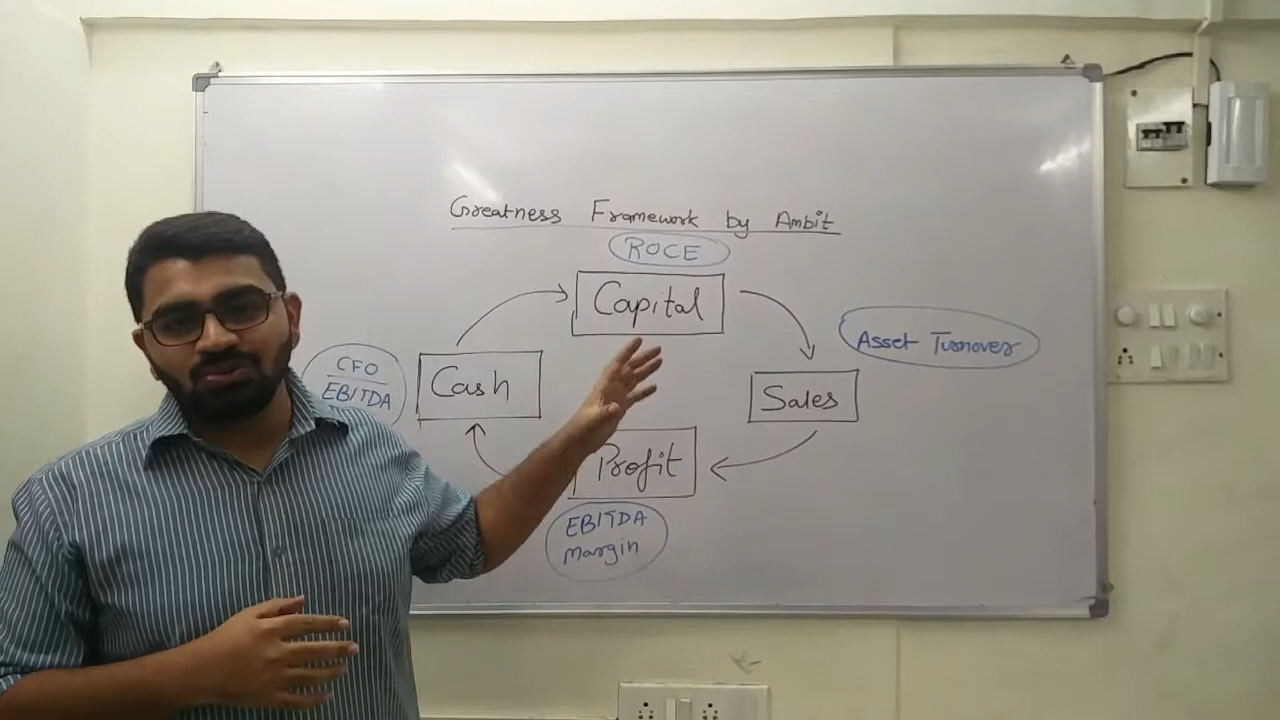 Greatness Framework by Ambit
ROCE
Capital
Asset Turnover
Sales
Profit
EBITDA
margin
Cash
CFO
EBITDA